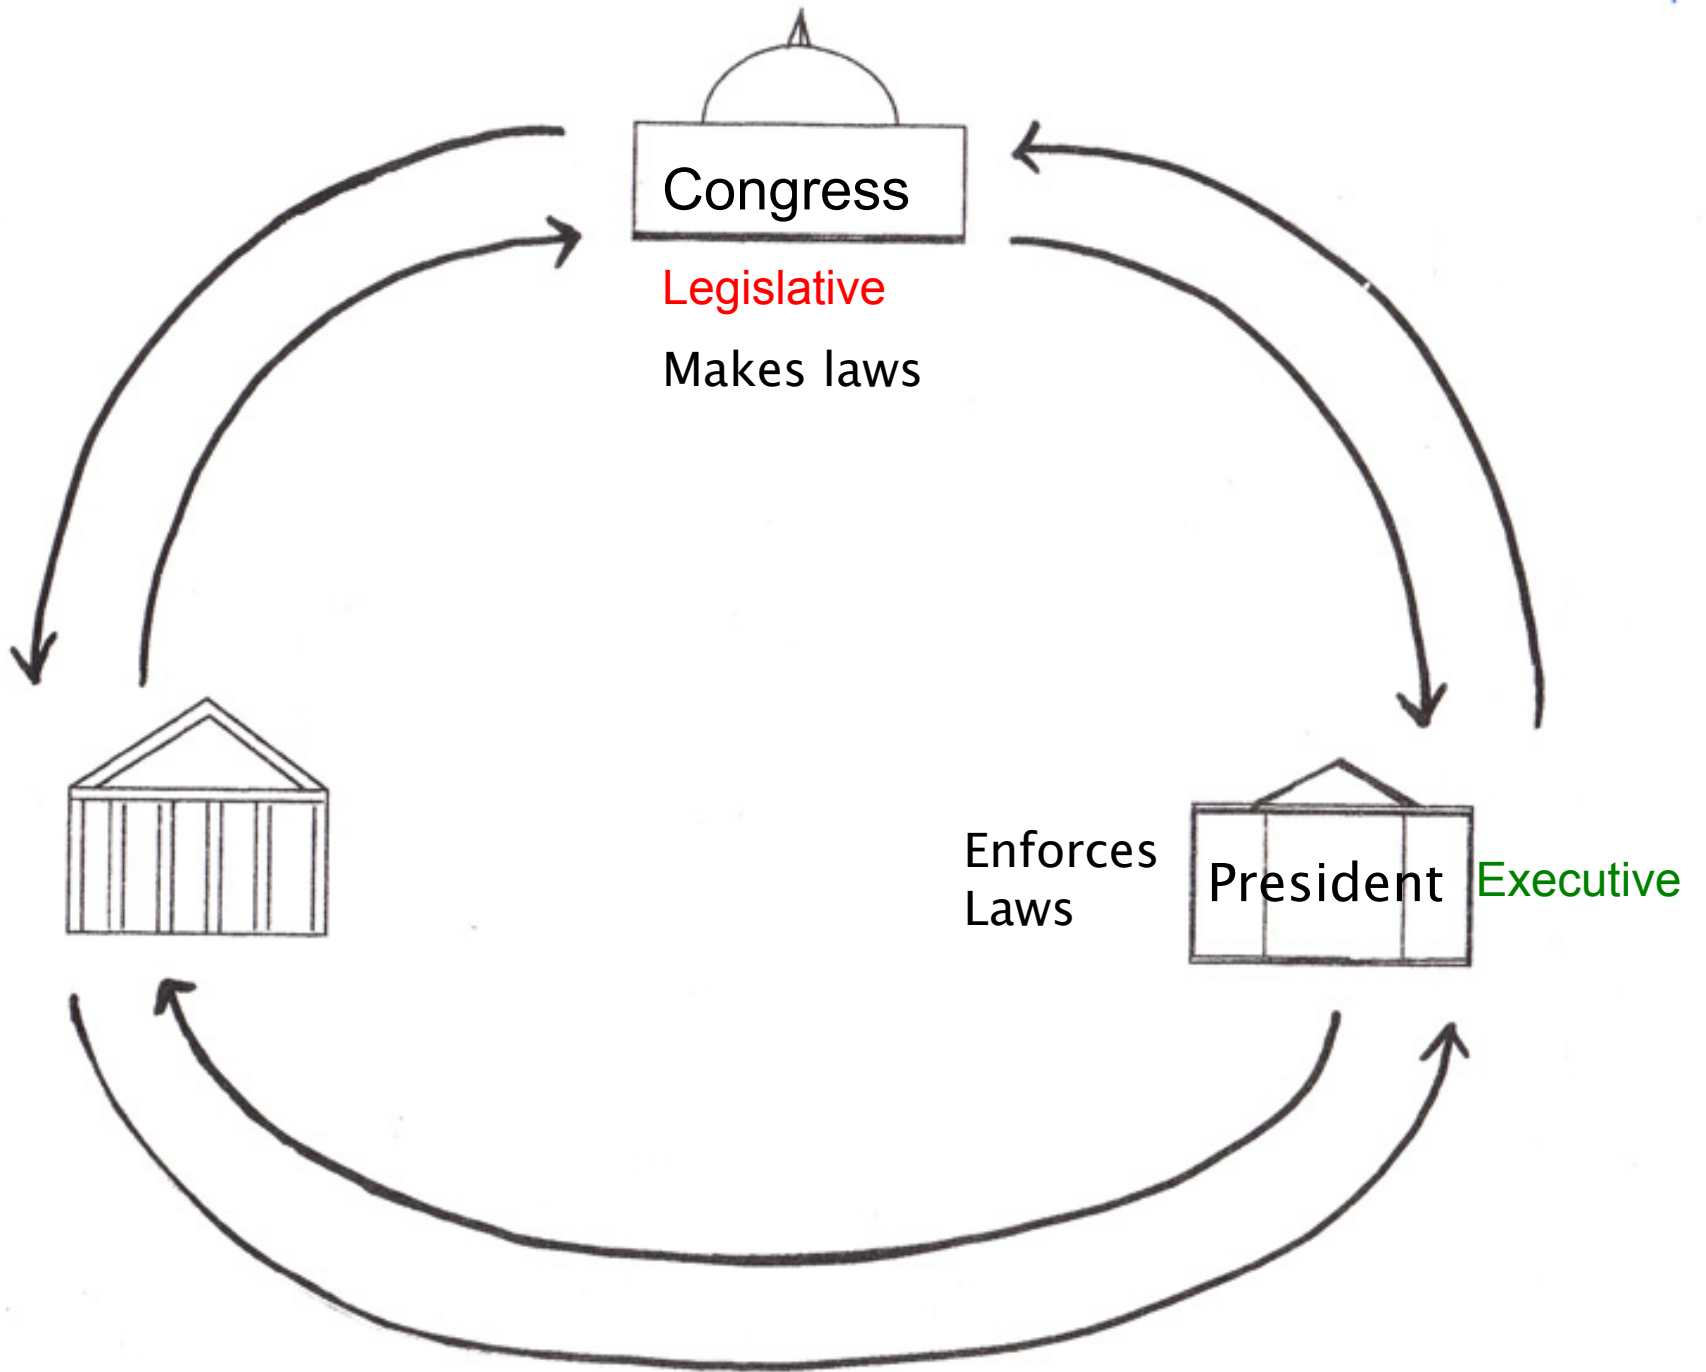 Congress
Legislative
Makes laws
Enforces
Laws
President
Executive